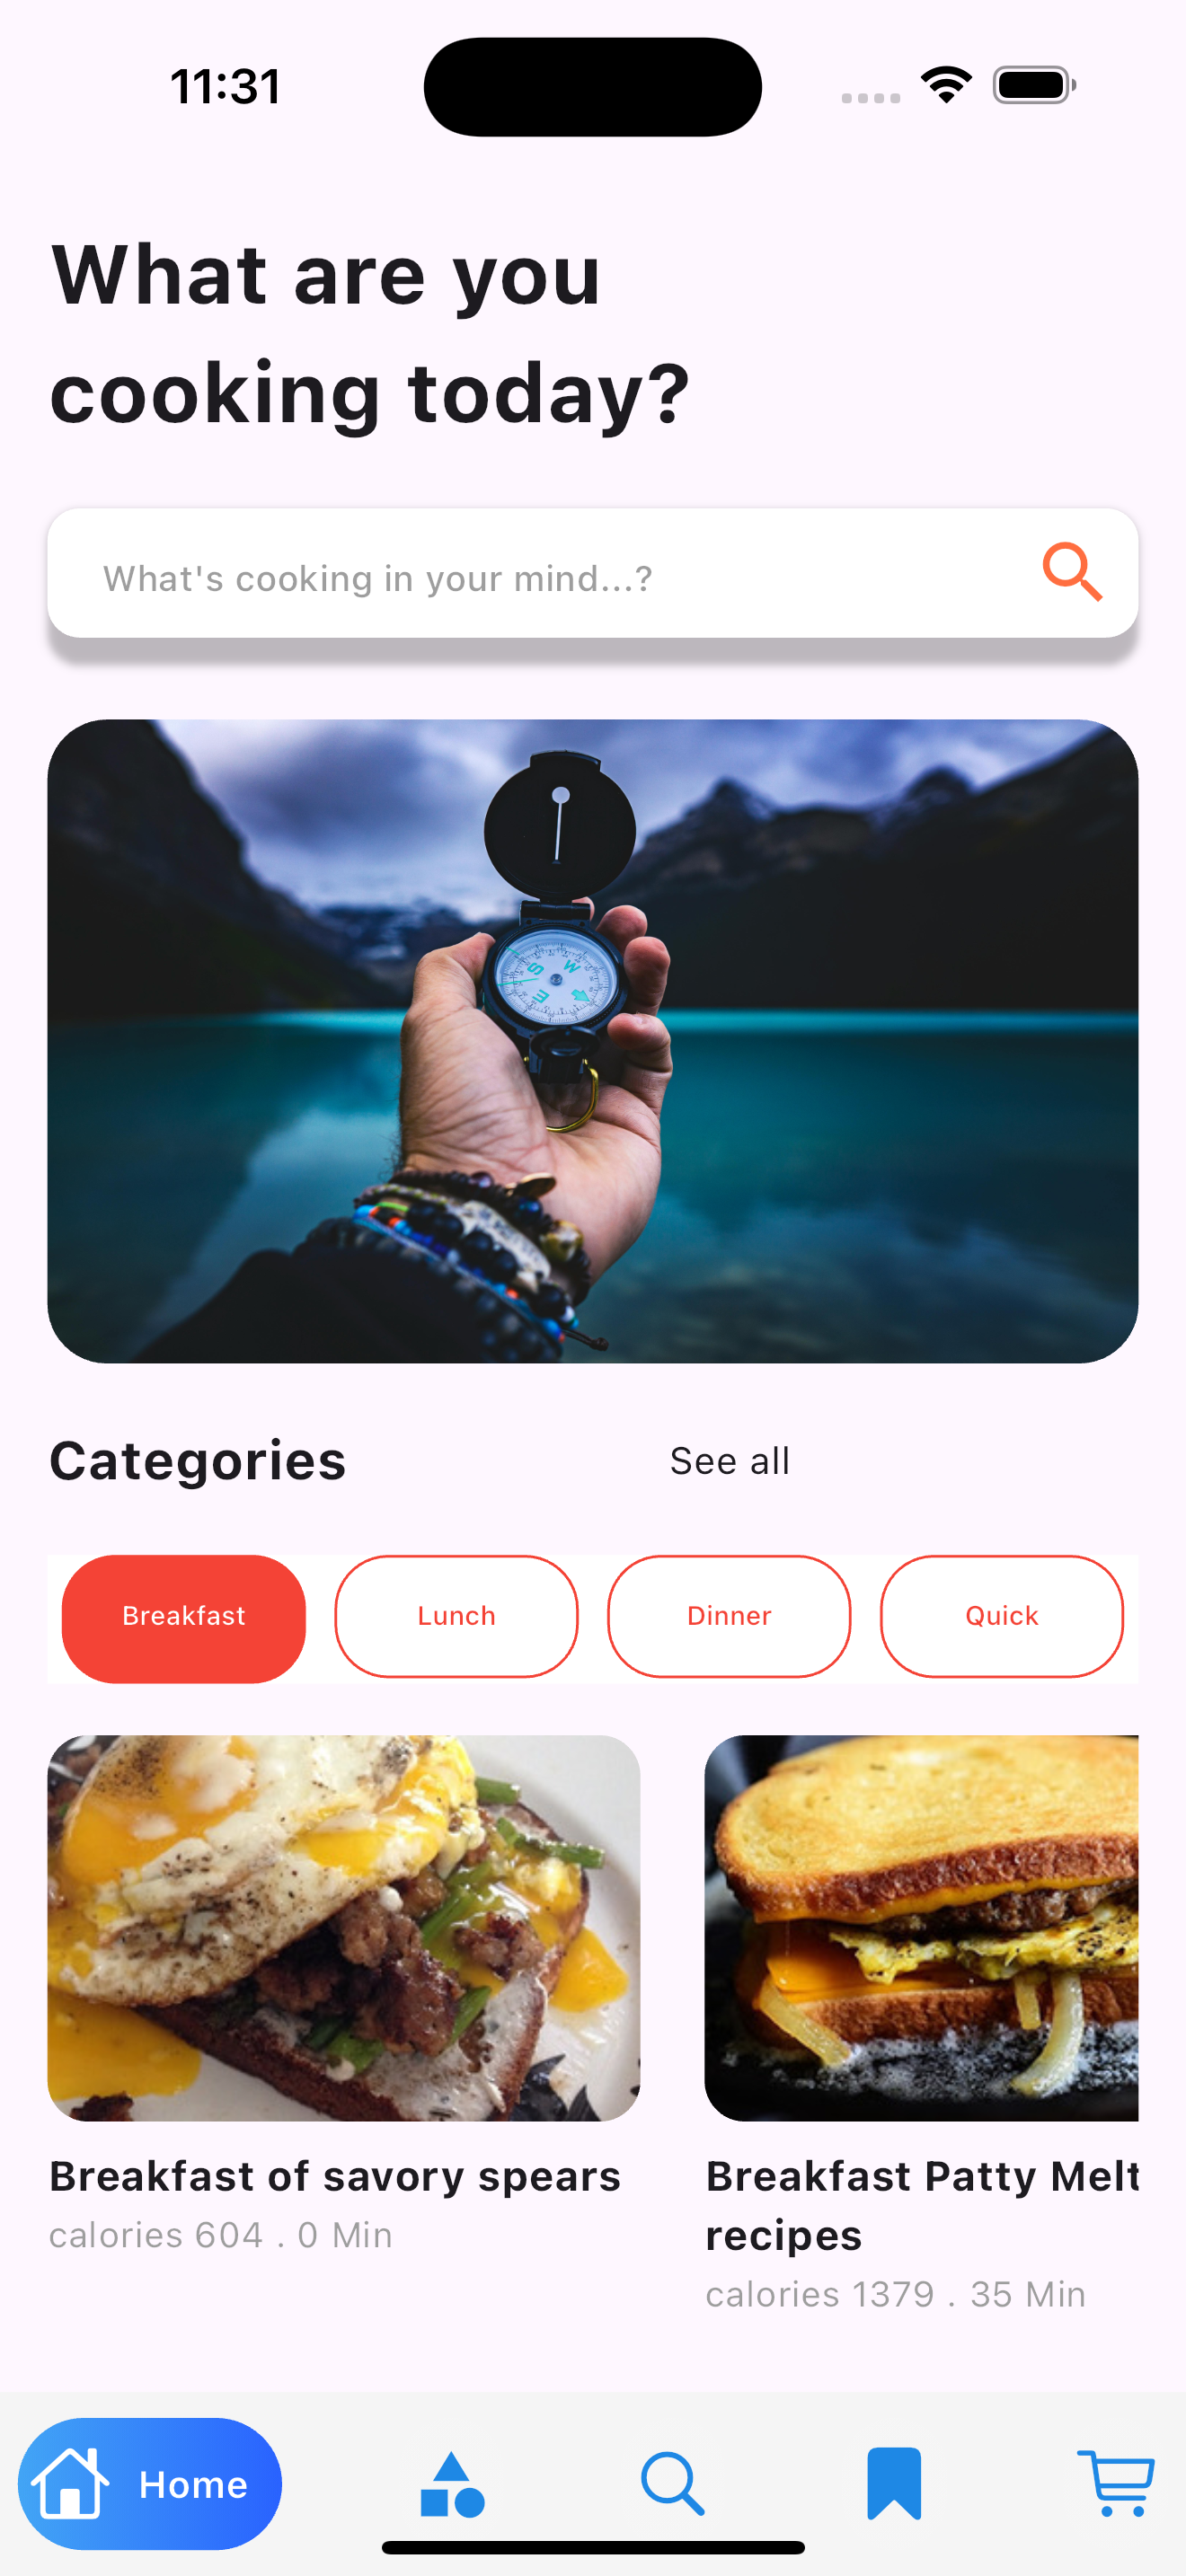 11:31
What are you
cooking today?
What's cooking in your mind...?
S W
E
Categories See all
Breakfast Lunch Dinner Quick
Breakfast of savory spears
calories 604 . 0 Min
Breakfast Patty Melt
recipes
calories 1379 . 35 Min
Home